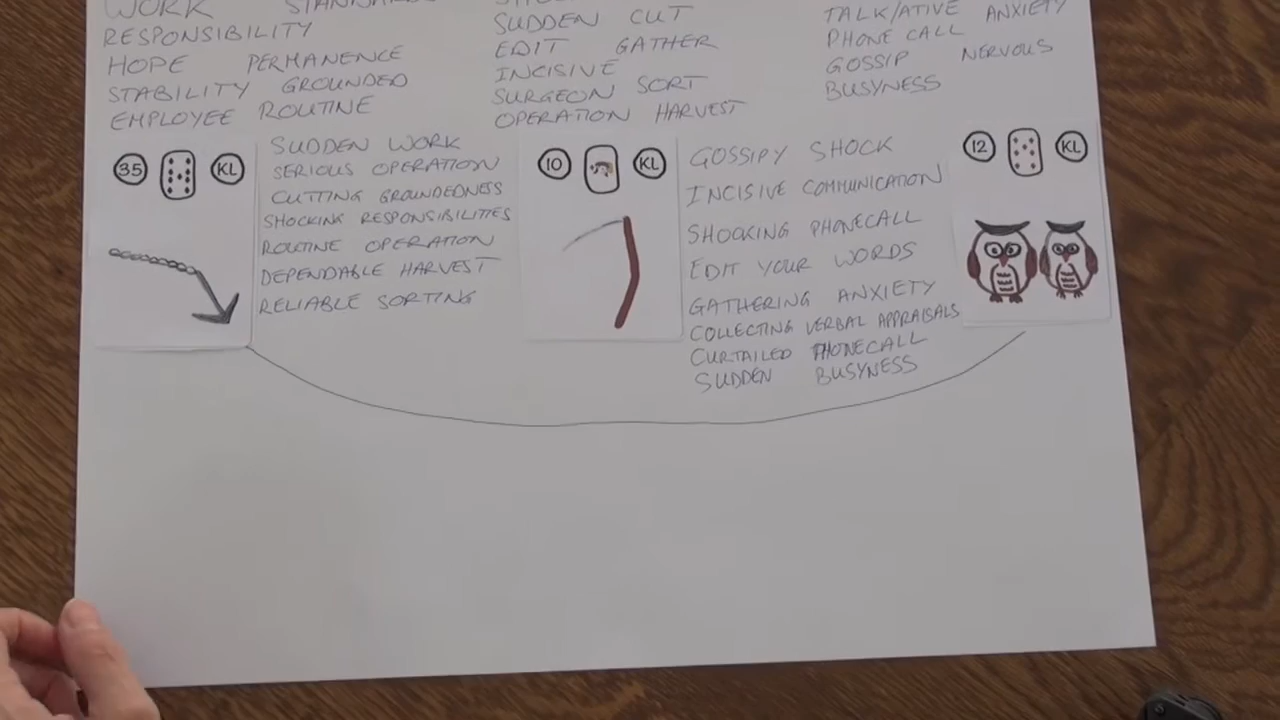 WORK
RESPONSIBILITY
HOPE PERMANENCE
STABILITY GROUNDED
EMPLOYEE ROUTINE
SUDDEN CUT
EDIT GATHER
INCISIVE
SURGEON SORT
OPERATION HARVEST
TALK/ATIVE ANXIETY
PHONE CALL
GOSSIP NERVOUS
BUSYNESS
35 KL
SUDDEN WORK
SERIOUS OPERATION
CUTTING GROUNDEDNESS
SHOCKING RESPONSIBILITIES
ROUTINE OPERATION
DEPENDABLE HARVEST
RELIABLE SORTING
10 KL
GOSSIPY SHOCK
INCISIVE COMMUNICATION
SHOCKING PHONECALL
EDIT YOUR WORDS
GATHERING ANXIETY
COLLECTING VERBAL APPRAISALS
CURTAILED PHONECALL
SUDDEN BUSYNESS
12 KL